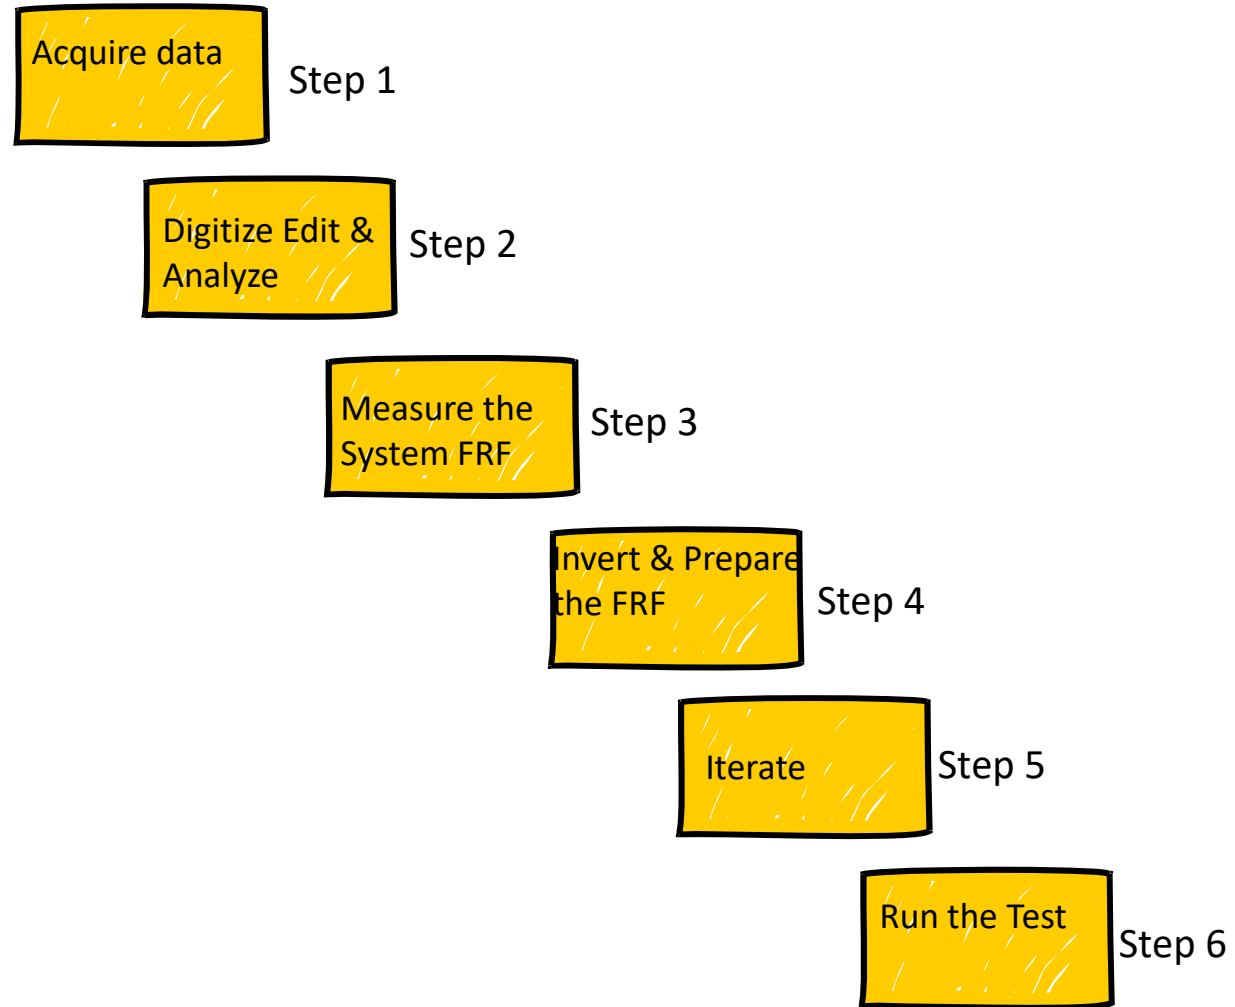 Acquire data
Step 1
Digitize Edit &
Analyze
Step 2
Measure the
System FRF
Step 3
Invert & Prepare
the FRF
Step 4
Iterate
Step 5
Run the Test
Step 6